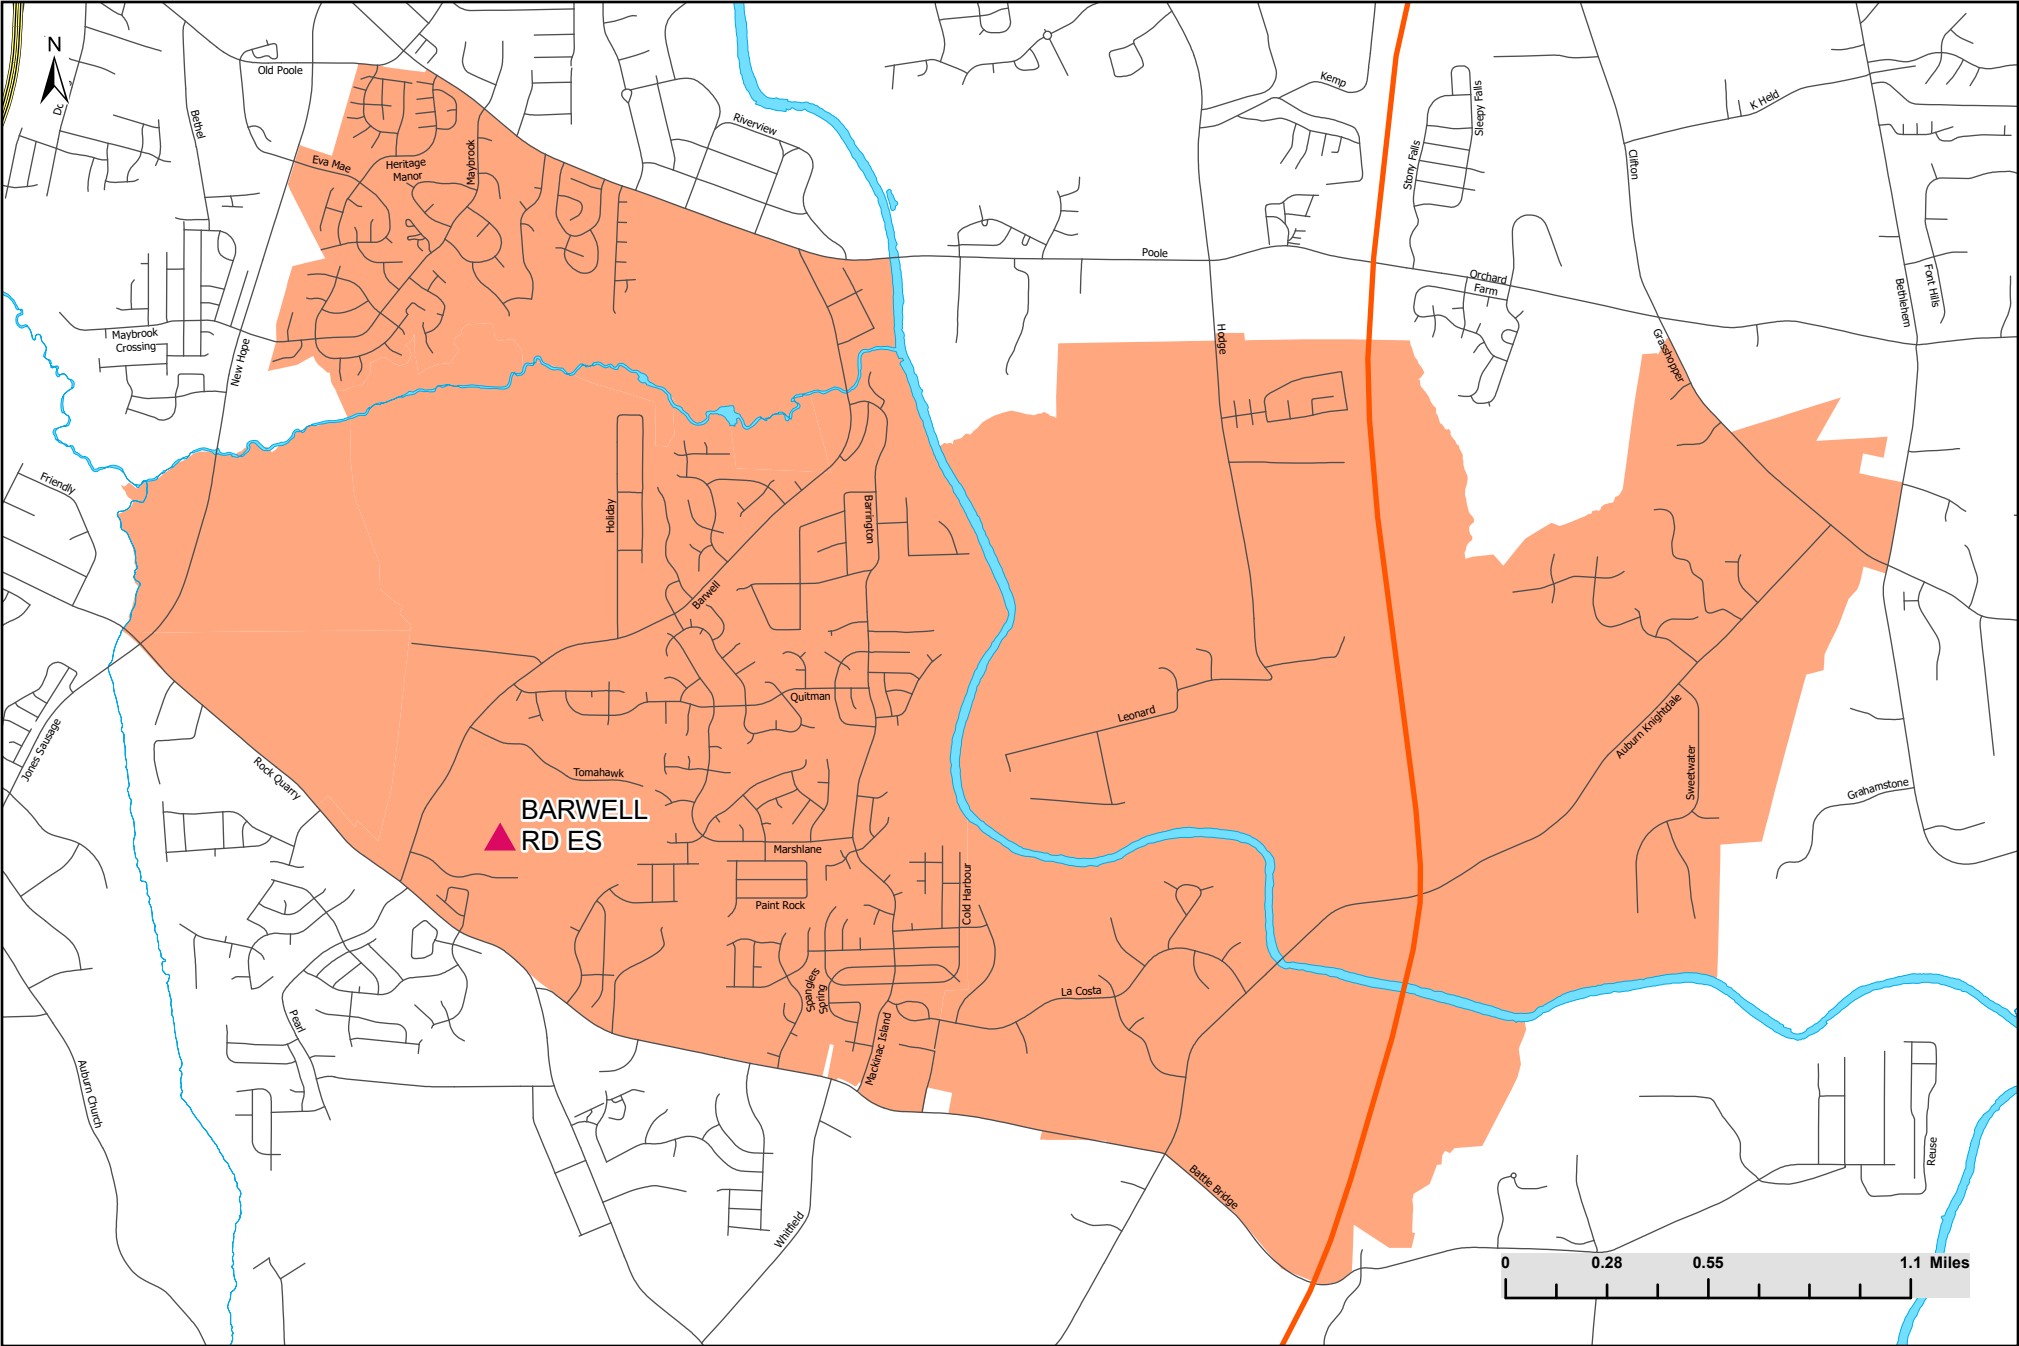 N
Old Poole
Bethel
Riverview
Kemp
Sleepy Falls
Stony Falls
K Held
Clifton
Eva Mae
Heritage
Manor
Maybrook
Poole
Orchard
Farm
Font Hills
Bethlehem
Hodge
Grasshopper
Maybrook
Crossing
New Hope
Friendly
Holiday
Barrington
Barwell
Quitman
Leonard
Auburn Knightdale
Sweetwater
Grahamstone
Jones Sausage
Rock Quarry
Tomahawk
BARWELL
RD ES
Marshlane
Paint Rock
Cold Harbour
Spanglers
Spring
La Costa
Mackinac Island
Pearl
Auburn Church
Whitfield
Battle Bridge
Reuse
0 0.28 0.55 1.1 Miles